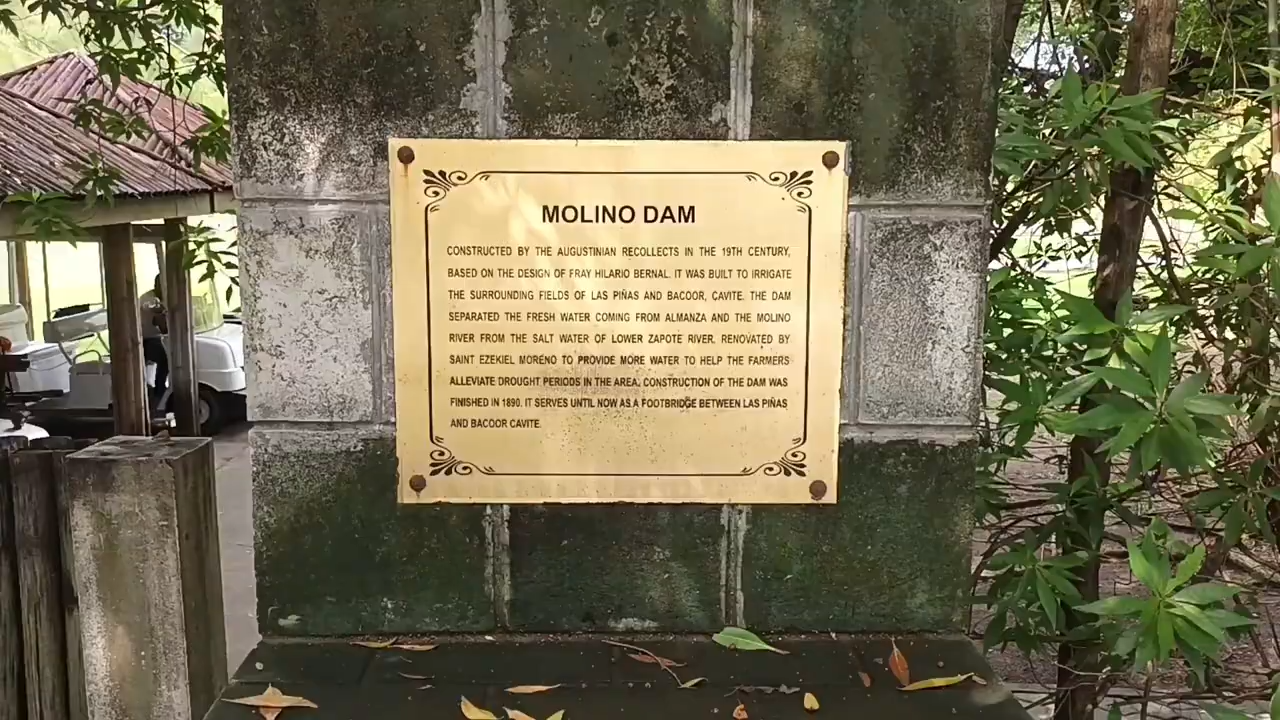 MOLINO DAM
CONSTRUCTED BY THE AUGUSTINIAN RECOLLECTS IN THE 19TH CENTURY,
BASED ON THE DESIGN OF FRAY HILARIO BERNAL. IT WAS BUILT TO IRRIGATE
THE SURROUNDING FIELDS OF LAS PIÑAS AND BACOOR, CAVITE. THE DAM
SEPARATED THE FRESH WATER COMING FROM ALMANZA AND THE MOLINO
RIVER FROM THE SALT WATER OF LOWER ZAPOTE RIVER. RENOVATED BY
SAINT EZEKIEL MORENO TO PROVIDE MORE WATER TO HELP THE FARMERS
ALLEVIATE DROUGHT PERIODS IN THE AREA. CONSTRUCTION OF THE DAM WAS
FINISHED IN 1890. IT SERVES UNTIL NOW AS A FOOTBRIDGE BETWEEN LAS PIÑAS
AND BACOOR CAVITE.